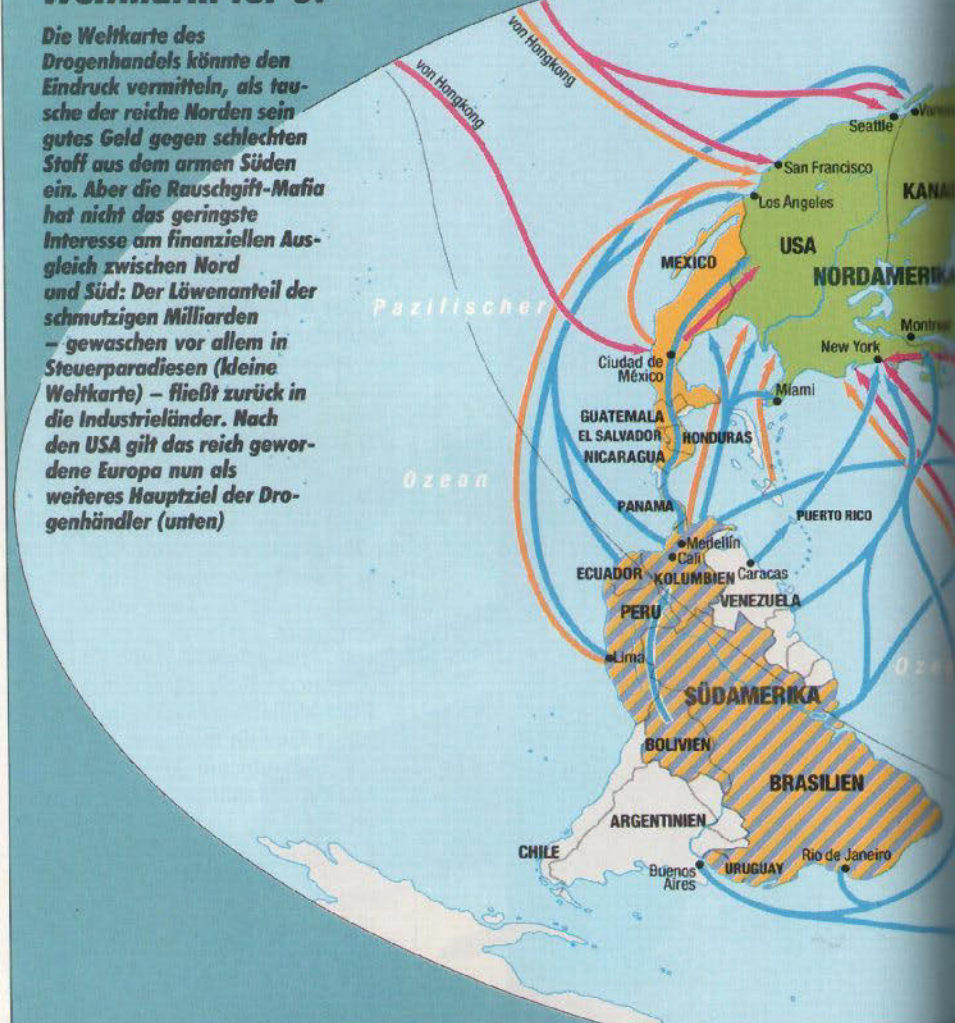 Die Weltkarte des
Drogenhandels könnte den
Eindruck vermitteln, als tau-
sche der reiche Norden sein
gutes Geld gegen schlechten
Stoff aus dem armen Süden
ein. Aber die Rauschgift-Mafia
hat nicht das geringste
Interesse am finanziellen Aus-
gleich zwischen Nord
und Süd: Der Löwenanteil der
schmutzigen Milliarden
– gewaschen vor allem in
Steuerparadiesen (kleine
Weltkarte) – fließt zurück in
die Industrieländer. Nach
den USA gilt das reich gewor-
dene Europa nun als
weiteres Hauptziel der Dro-
genhändler (unten)
von Hongkong
von Hongkong
Seattle
San Francisco
Los Angeles
USA
MEXICO
Pazifischer
Ozean
New York
Ciudad de
México
Miami
GUATEMALA
EL SALVADOR
HONDURAS
NICARAGUA
PANAMA
PUERTO RICO
Medellín
Cali
ECUADOR
KOLUMBIEN
Caracas
VENEZUELA
PERU
Lima
SÜDAMERIKA
BOLIVIEN
BRASILIEN
ARGENTINIEN
CHILE
Buenos
Aires
URUGUAY
Rio de Janeiro